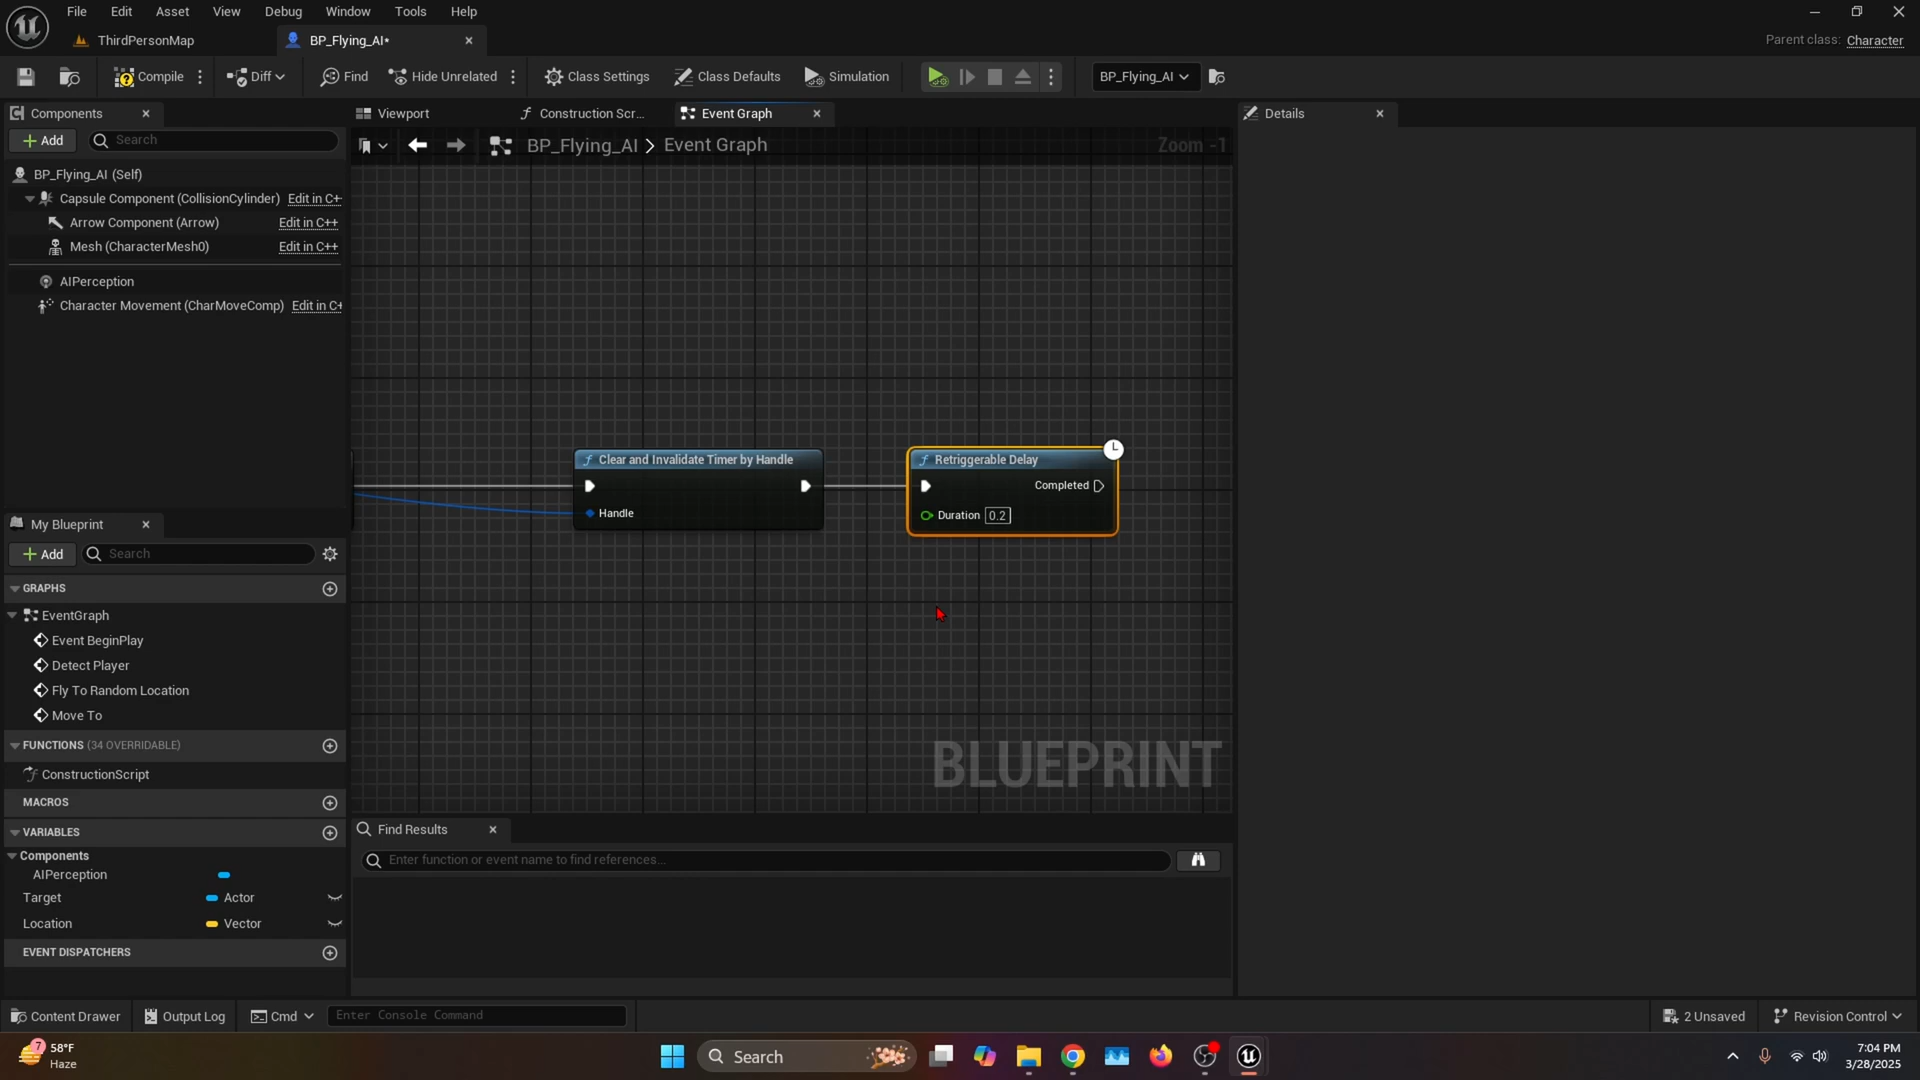 File Edit Asset View Debug Window Tools Help
ThirdPersonMap
BP_Flying_AI*
Parent class: Character
Compile
Diff
Find
Hide Unrelated
Class Settings
Class Defaults
Simulation
BP_Flying_AI
Components
Viewport
Construction Scr...
Event Graph
Details
Add
Search
BP_Flying_AI > Event Graph
Zoom -1
BP_Flying_AI (Self)
Capsule Component (CollisionCylinder) Edit in C+
Arrow Component (Arrow) Edit in C++
Mesh (CharacterMesh0) Edit in C++
AIPerception
Character Movement (CharMoveComp) Edit in C+
Clear and Invalidate Timer by Handle
Handle
Retriggerable Delay
Completed
Duration 0.2
My Blueprint
Add
Search
GRAPHS
EventGraph
Event BeginPlay
Detect Player
Fly To Random Location
Move To
FUNCTIONS (34 OVERRIDABLE)
ConstructionScript
MACROS
VARIABLES
Components
AIPerception
Target Actor
Location Vector
EVENT DISPATCHERS
BLUEPRINT
Find Results
Enter function or event name to find references...
Content Drawer
Output Log
Cmd
Enter Console Command
2 Unsaved
Revision Control
7
58°F
Haze
Search
7:04 PM
3/28/2025